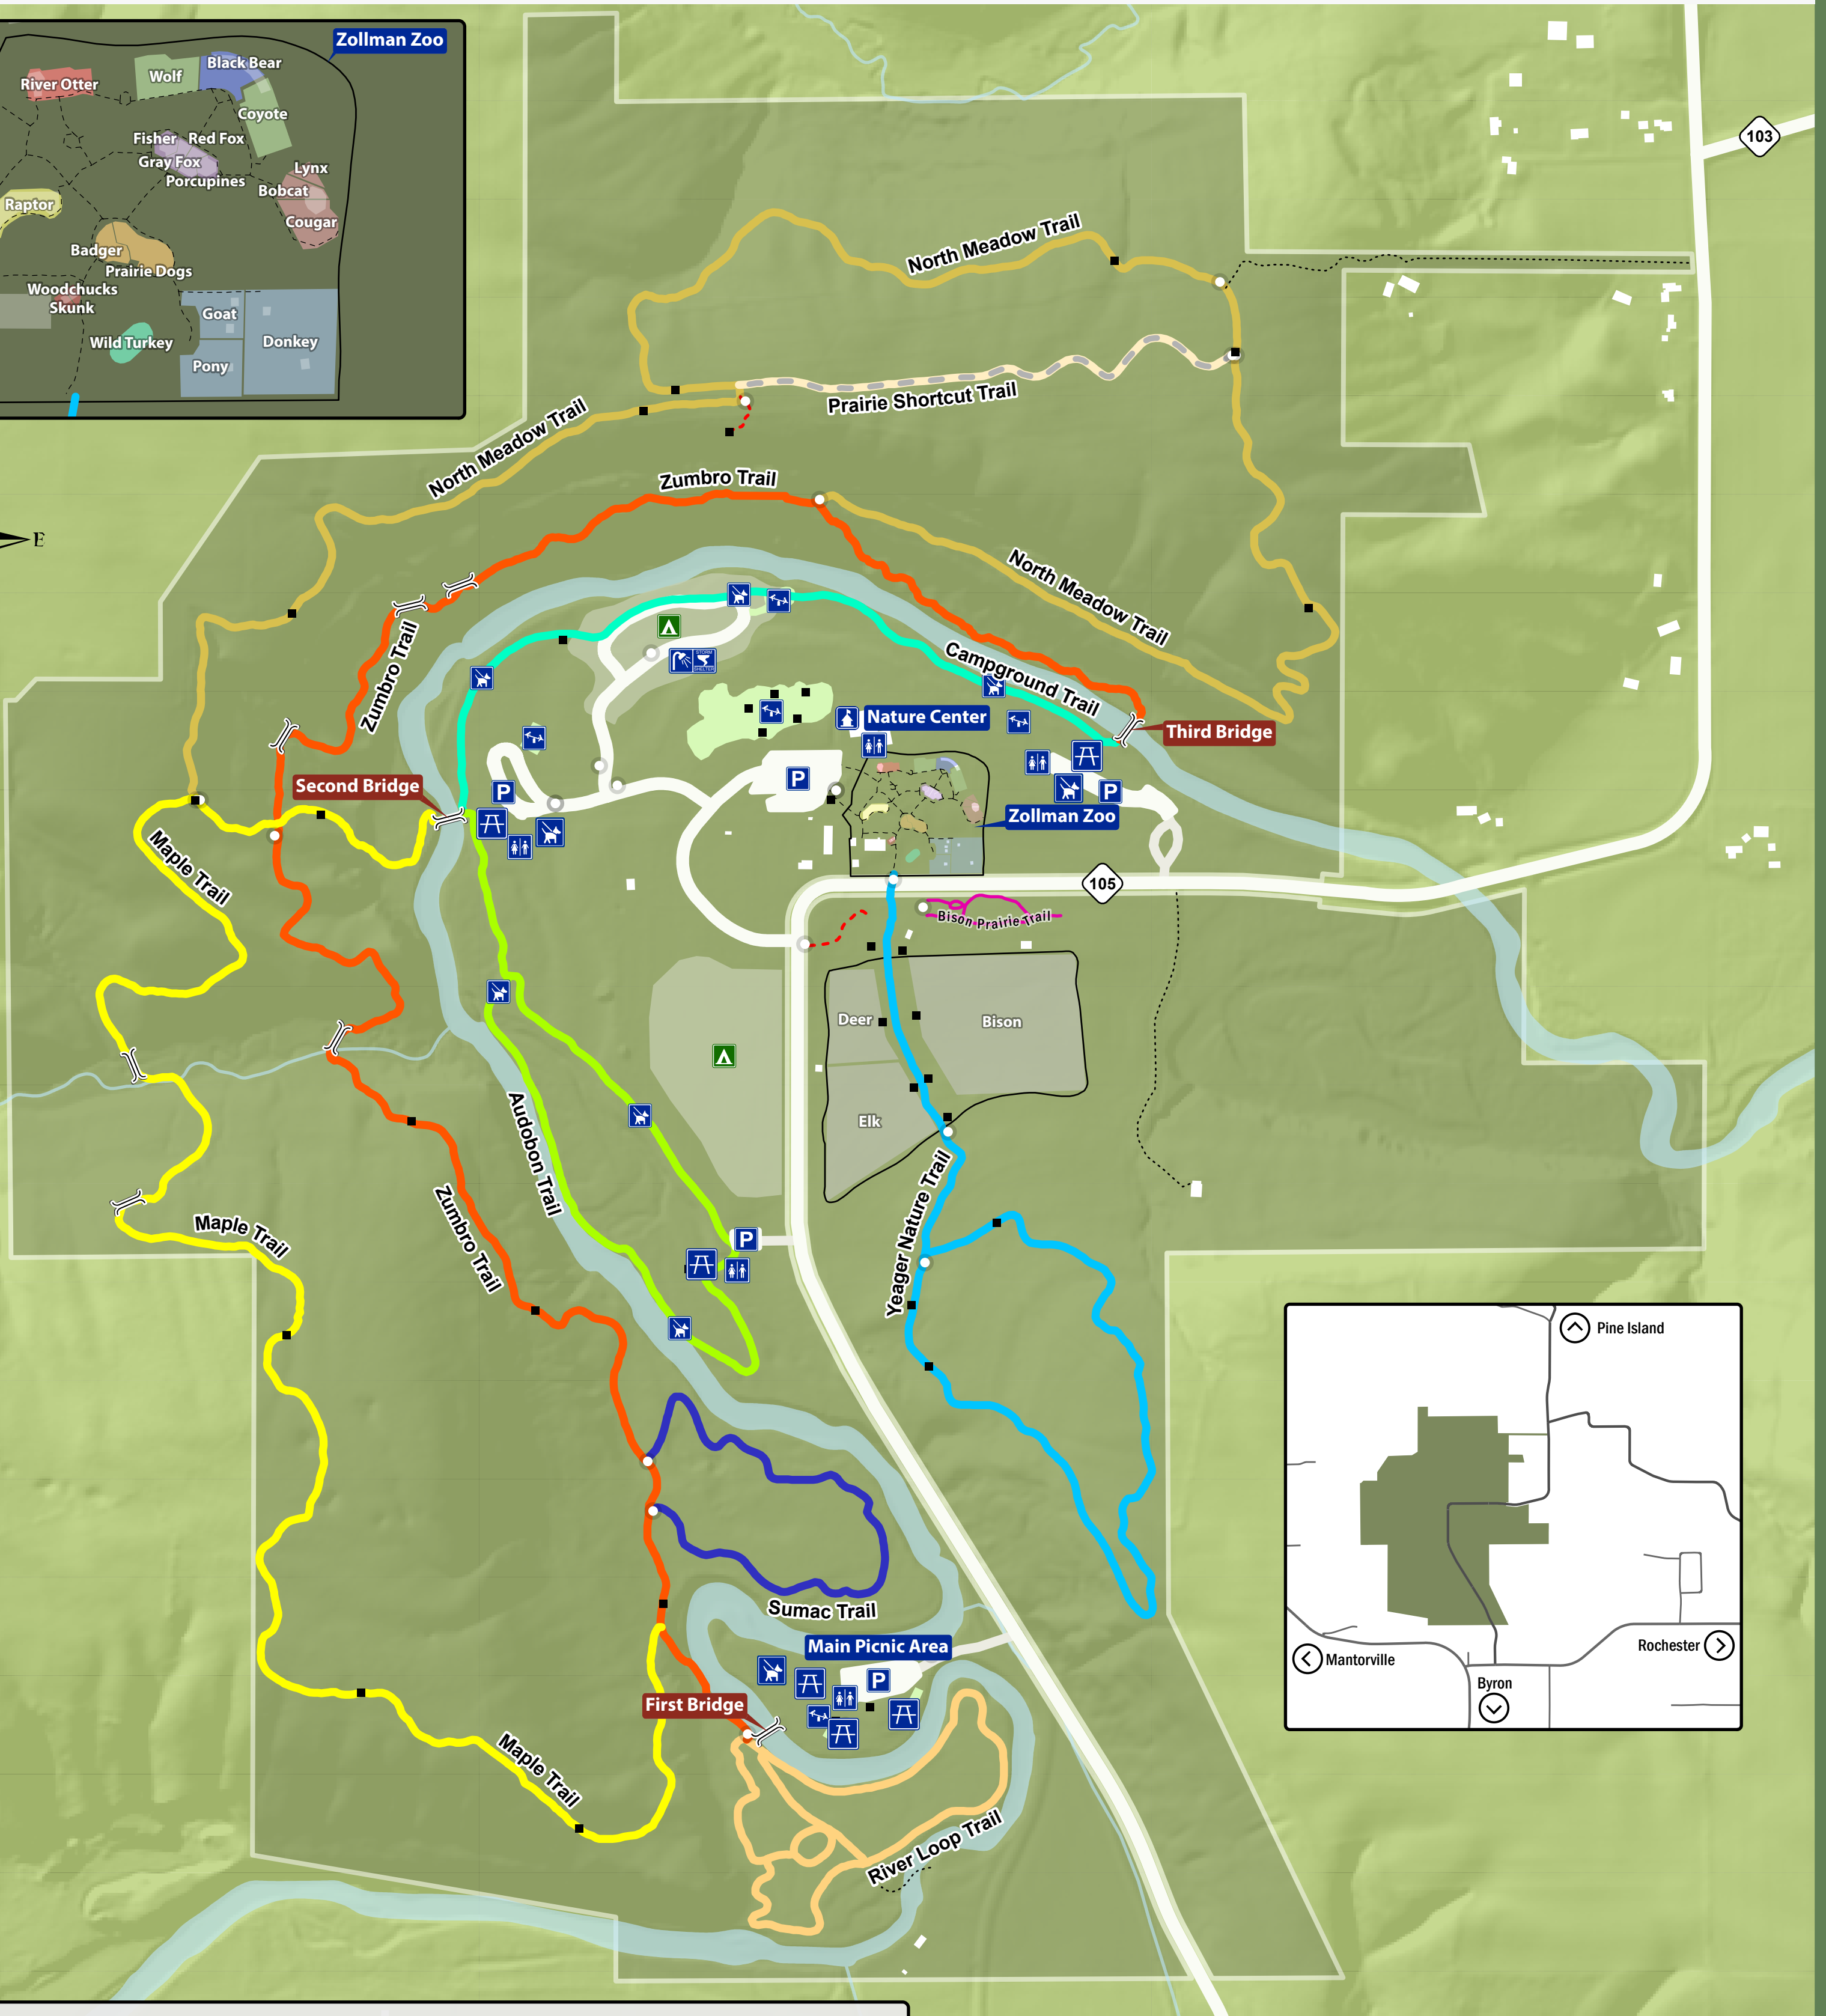 Zollman Zoo
River Otter
Wolf
Black Bear
Coyote
Fisher
Red Fox
Gray Fox
Porcupines
Lynx
Bobcat
Cougar
Raptor
Badger
Prairie Dogs
Woodchucks
Skunk
Wild Turkey
Goat
Donkey
Pony
103
North Meadow Trail
Prairie Shortcut Trail
North Meadow Trail
Zumbro Trail
E
North Meadow Trail
Zumbro Trail
STORM
SHELTER
Campground Trail
Nature Center
Third Bridge
Second Bridge
P
P
P
Zollman Zoo
Maple Trail
105
Bison Prairie Trail
Deer
Bison
Elk
Audobon Trail
Zumbro Trail
Maple Trail
Yeager Nature Trail
P
Sumac Trail
Main Picnic Area
P
First Bridge
Maple Trail
River Loop Trail
Pine Island
Rochester
Mantorville
Byron